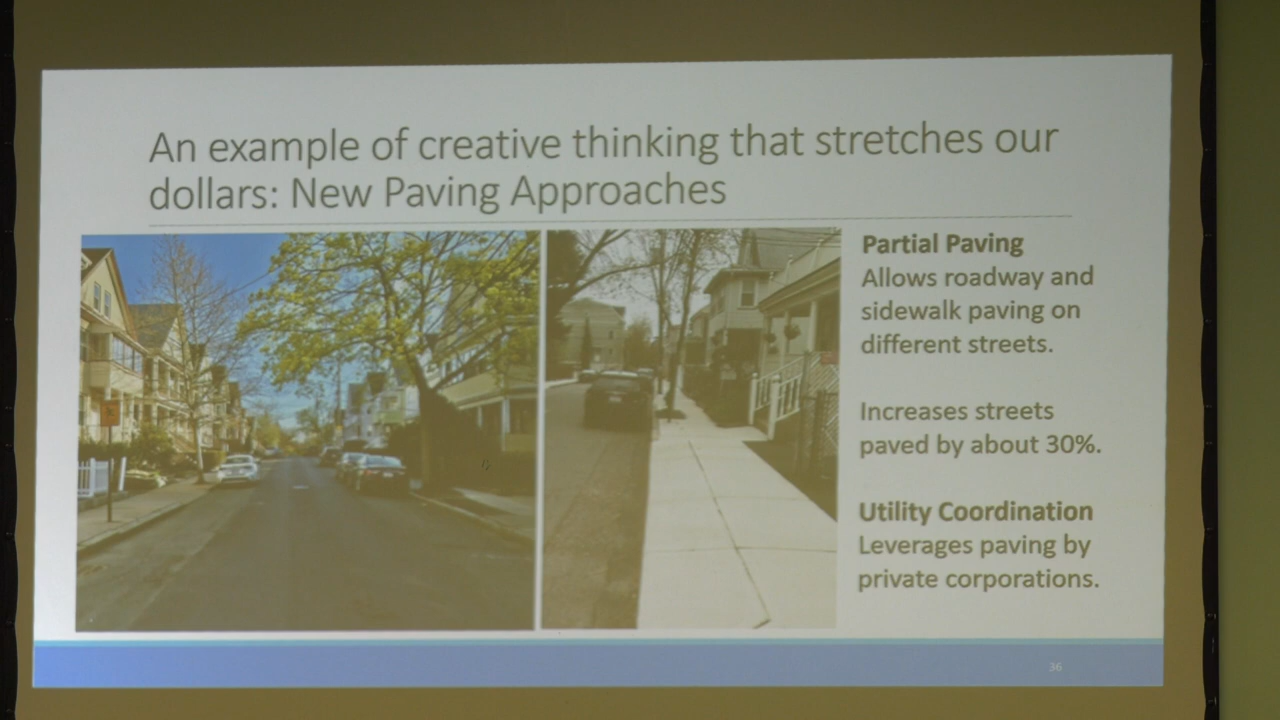 An example of creative thinking that stretches our
dollars: New Paving Approaches
Partial Paving
Allows roadway and
sidewalk paving on
different streets.
Increases streets
paved by about 30%.
Utility Coordination
Leverages paving by
private corporations.
36